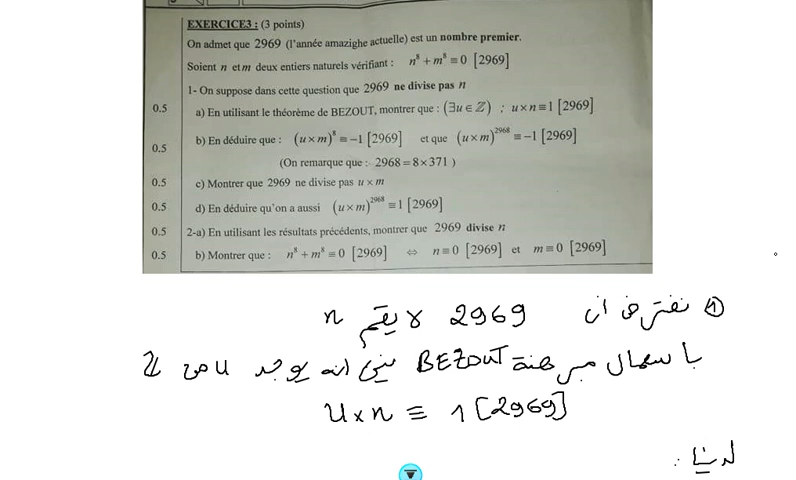 EXERCICE3 : (3 points)
On admet que 2969 (l'année amazighe actuelle) est un nombre premier.
Soient n et m deux entiers naturels vérifiant : n⁸ + m⁸ ≡ 0 [2969]
1- On suppose dans cette question que 2969 ne divise pas n
0.5 a) En utilisant le théorème de BEZOUT, montrer que : (∃u ∈ ℤ) ; u×n ≡ 1 [2969]
0.5 b) En déduire que : (u×m)⁸ ≡ -1 [2969] et que (u×m)²⁹⁶⁸ ≡ -1 [2969]
(On remarque que : 2968 = 8×371 )
0.5 c) Montrer que 2969 ne divise pas u×m
0.5 d) En déduire qu'on a aussi (u×m)²⁹⁶⁸ ≡ 1 [2969]
0.5 2-a) En utilisant les résultats précédents, montrer que 2969 divise n
0.5 b) Montrer que : n⁸ + m⁸ ≡ 0 [2969] ⇔ n ≡ 0 [2969] et m ≡ 0 [2969]
① نفترض ان 2969 لا يقسم n
باستعمال مبرهنة BEZOUT نبين انه يوجد u من ℤ
u×n ≡ 1 [2969]
لدينا :